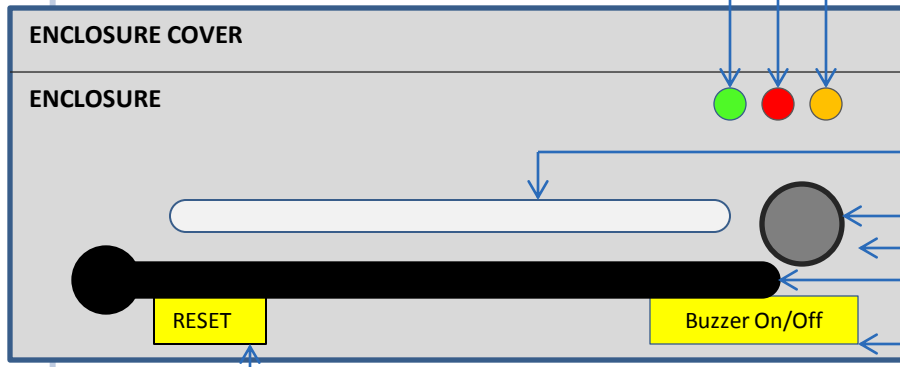 ENCLOSURE COVER
ENCLOSURE
RESET
Buzzer On/Off